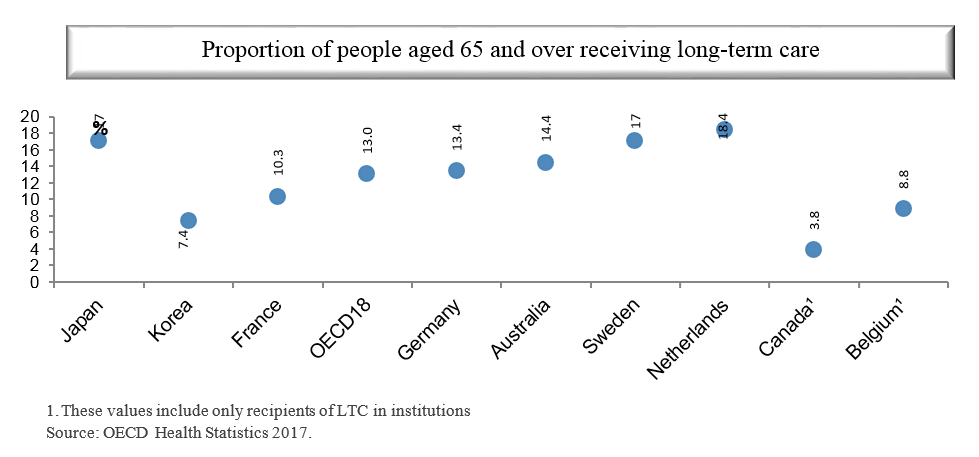 Proportion of people aged 65 and over receiving long-term care
20
18
16
14
12
10
8
6
4
2
0
%
7.4
10.3
13.0
13.4
14.4
17
18.4
3.8
8.8
Japan
Korea
France
OECD18
Germany
Australia
Sweden
Netherlands
Canada¹
Belgium¹
1. These values include only recipients of LTC in institutions
Source: OECD Health Statistics 2017.